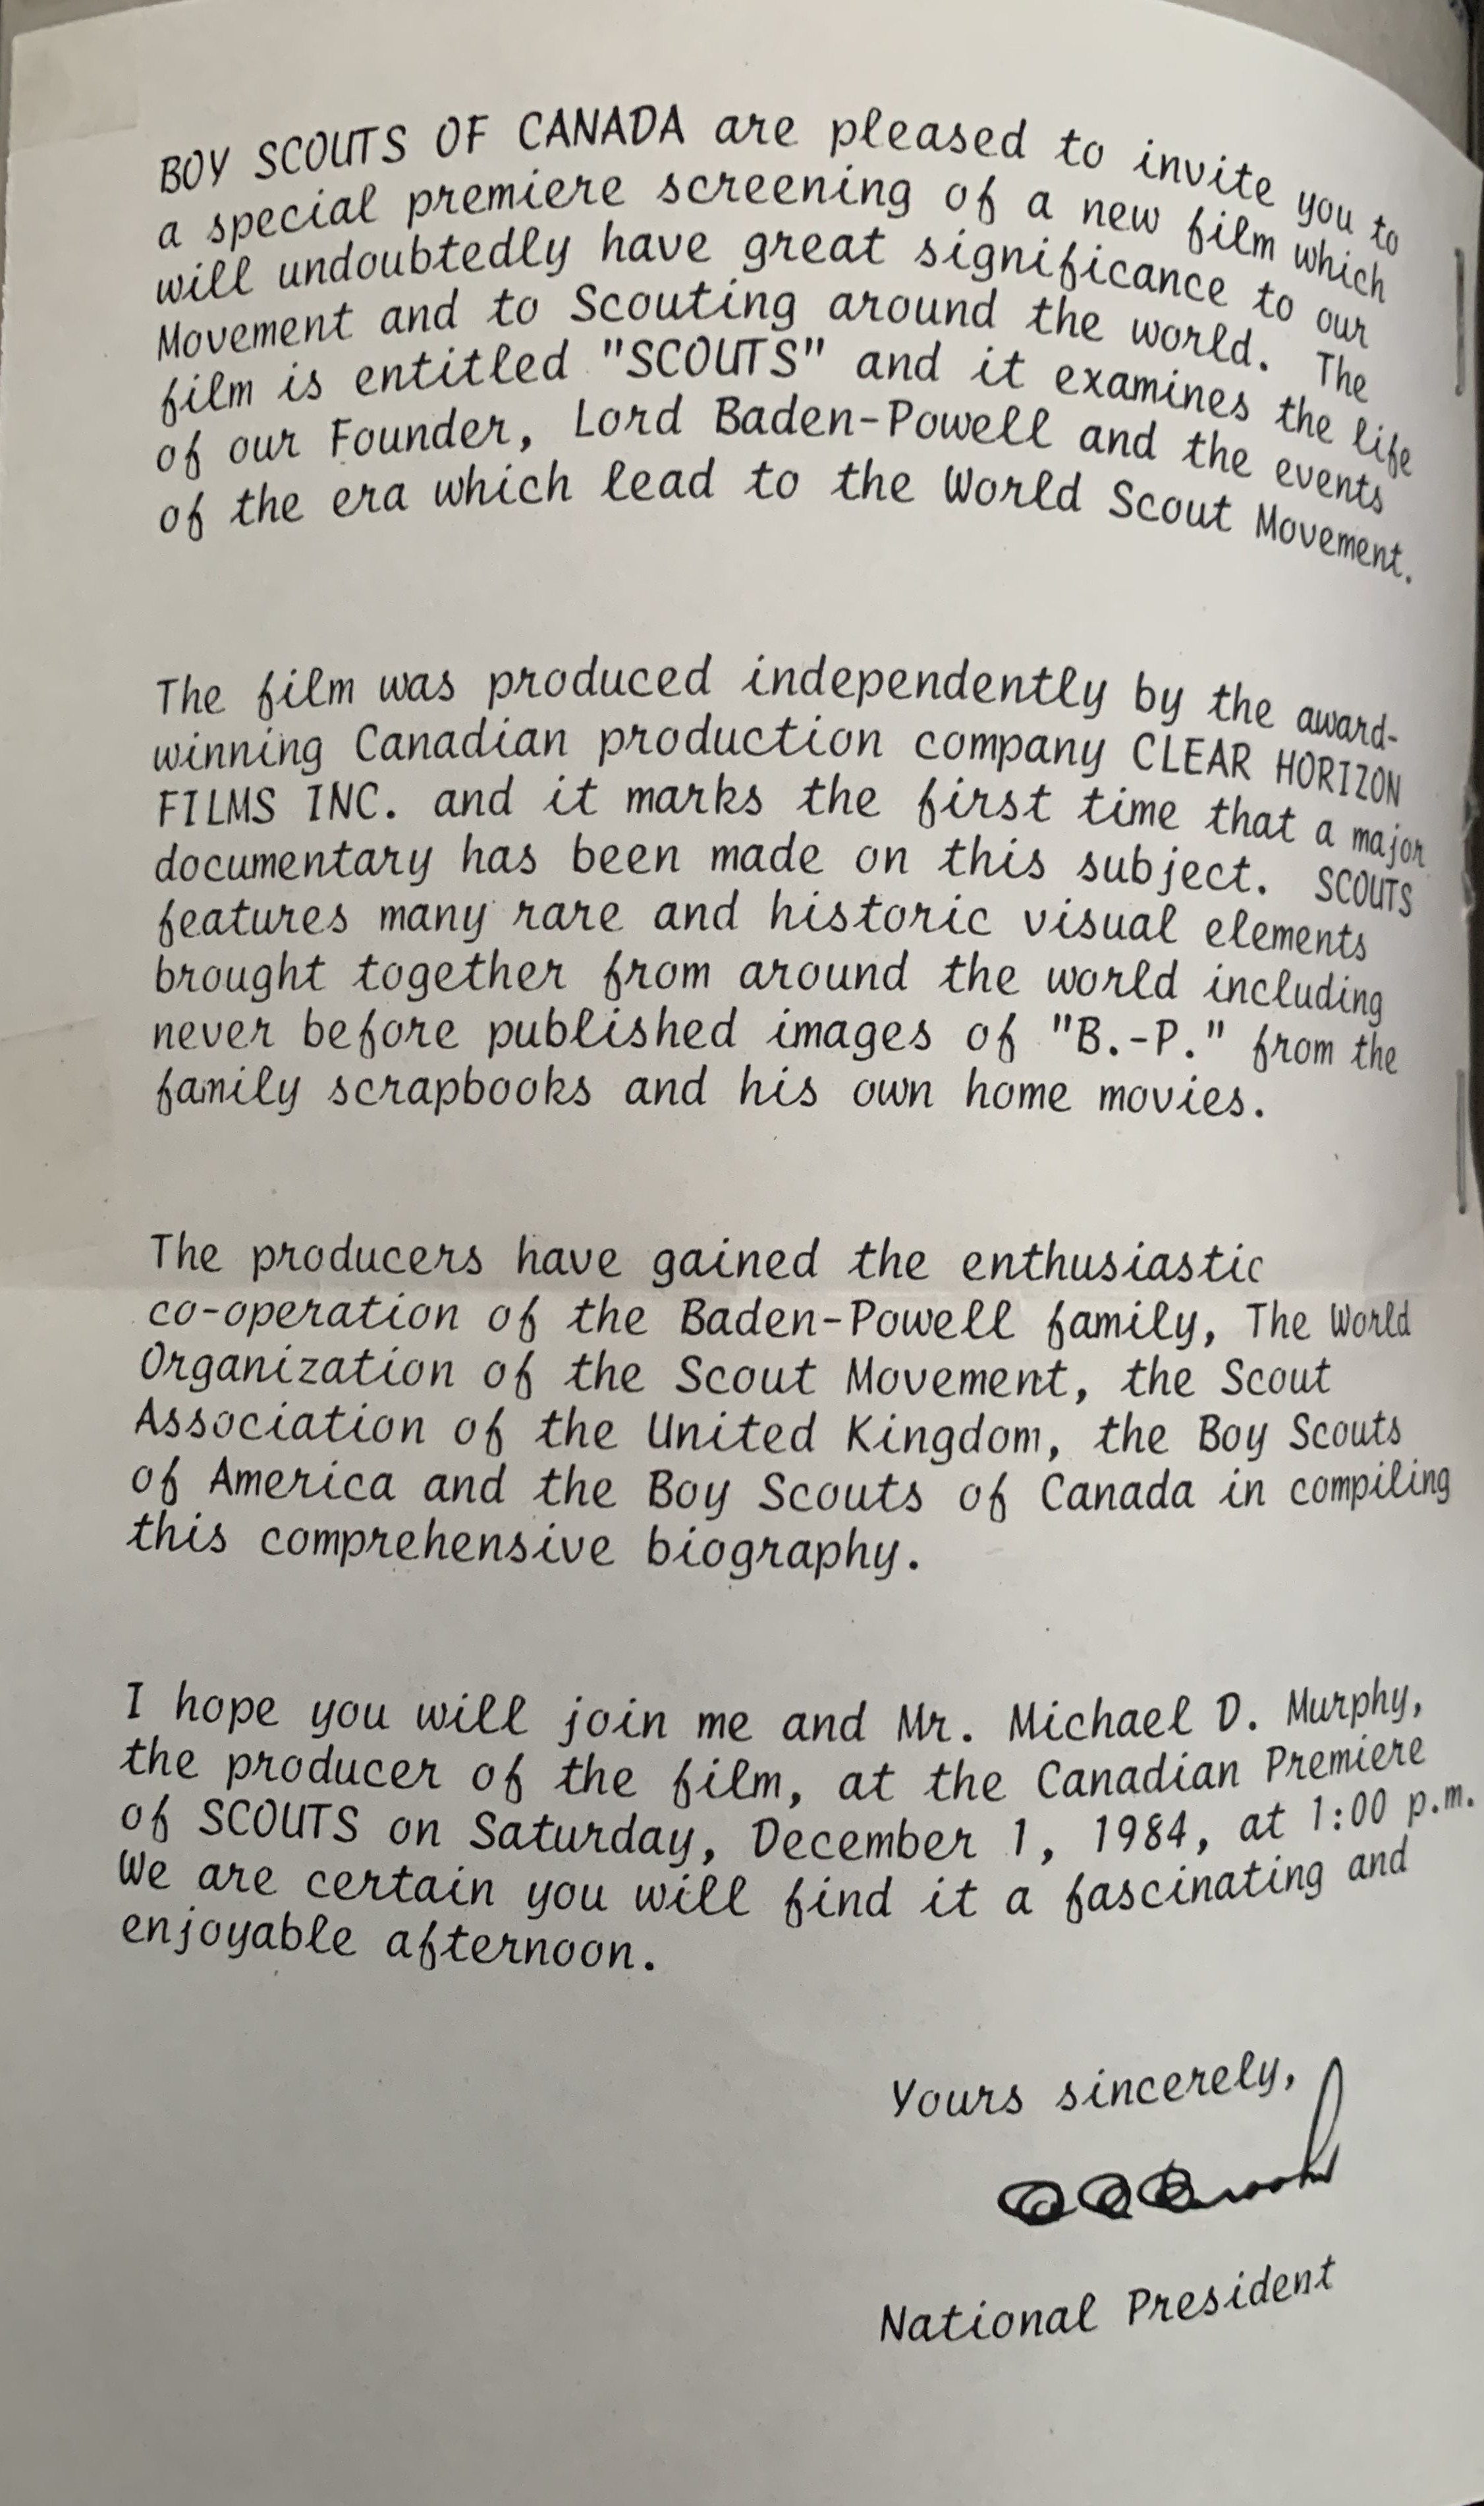 BOY SCOUTS OF CANADA are pleased to invite you to
a special premiere screening of a new film which
will undoubtedly have great significance to our
Movement and to Scouting around the world. The
film is entitled "SCOUTS" and it examines the life
of our Founder, Lord Baden-Powell and the events
of the era which lead to the World Scout Movement.
The film was produced independently by the award-
winning Canadian production company CLEAR HORIZON
FILMS INC. and it marks the first time that a major
documentary has been made on this subject. SCOUTS
features many rare and historic visual elements
brought together from around the world including
never before published images of "B.-P." from the
family scrapbooks and his own home movies.
The producers have gained the enthusiastic
co-operation of the Baden-Powell family, The World
Organization of the Scout Movement, the Scout
Association of the United Kingdom, the Boy Scouts
of America and the Boy Scouts of Canada in compiling
this comprehensive biography.
I hope you will join me and Mr. Michael D. Murphy,
the producer of the film, at the Canadian Premiere
of SCOUTS on Saturday, December 1, 1984, at 1:00 p.m.
We are certain you will find it a fascinating and
enjoyable afternoon.
Yours sincerely,
National President